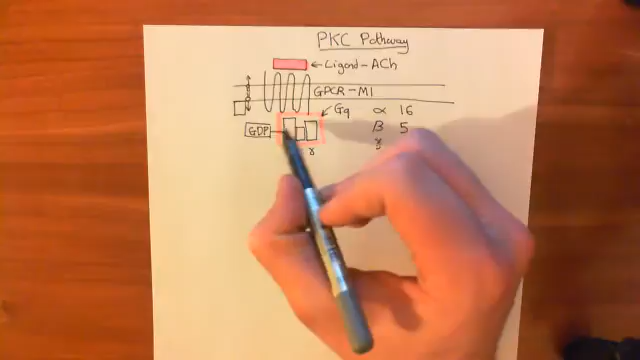 PKC Pathway
Ligand-ACh
GPCR-M1
Gq α 16
GDP β 5
γ γ